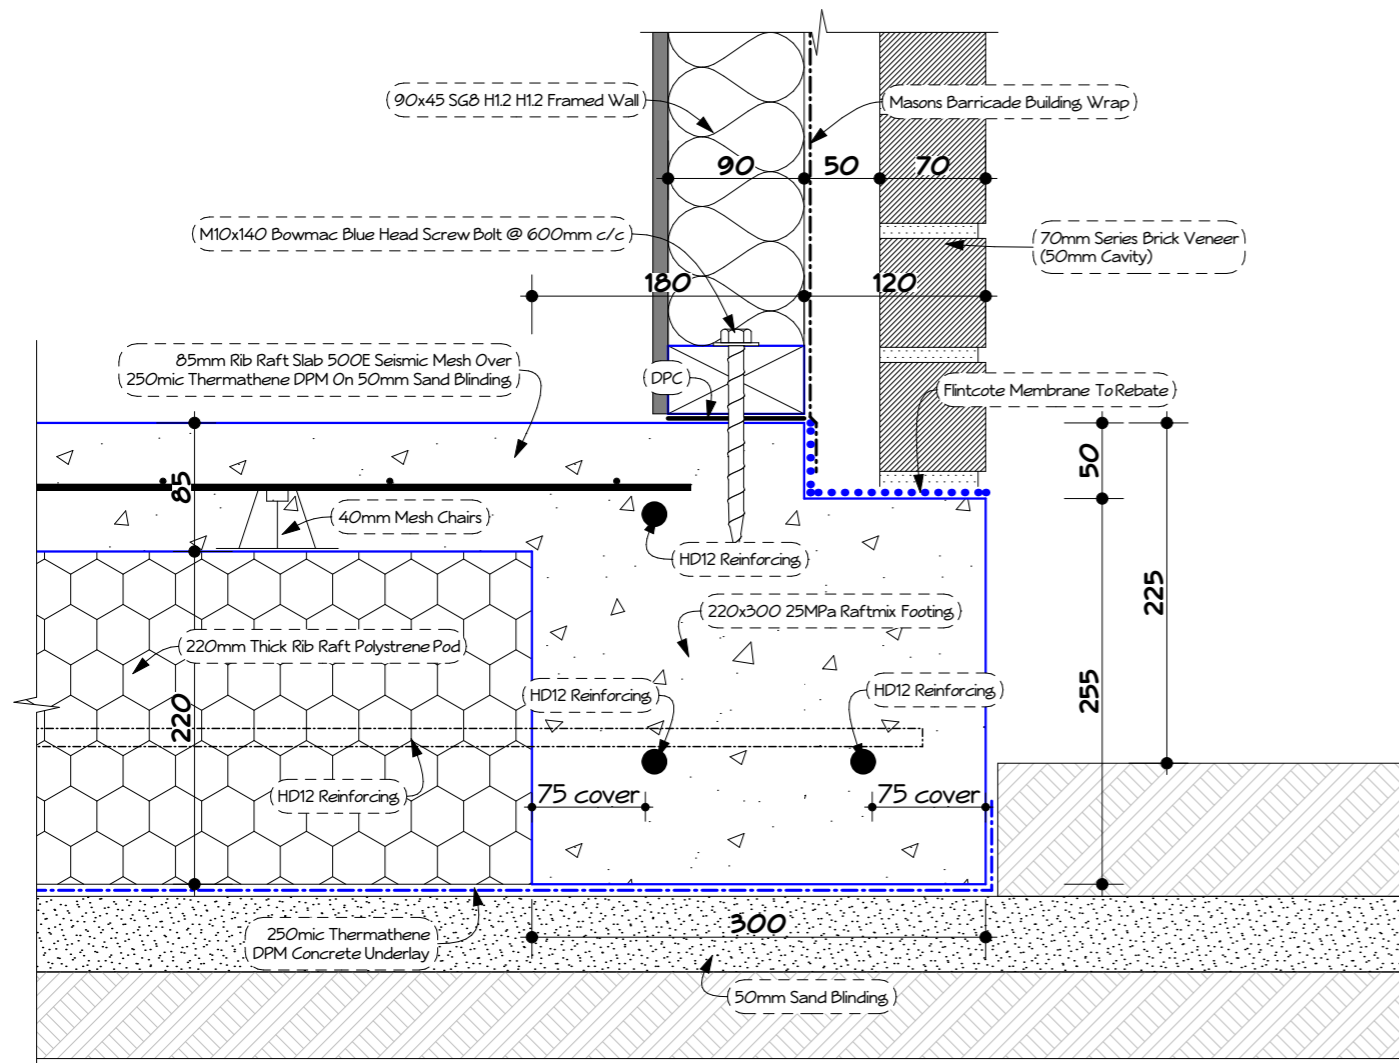 90x45 SG8 H1.2 H1.2 Framed Wall
Masons Barricade Building Wrap
90
50
70
M10x140 Bowmac Blue Head Screw Bolt @ 600mm c/c
70mm Series Brick Veneer
(50mm Cavity)
180
120
85mm Rib Raft Slab 500E Seismic Mesh Over
250mic Thermathene DPM On 50mm Sand Blinding
DPC
Flintcote Membrane To Rebate
50
85
40mm Mesh Chairs
HD12 Reinforcing
225
220x300 25MPa Raftmix Footing
220mm Thick Rib Raft Polystrene Pod
HD12 Reinforcing
HD12 Reinforcing
255
220
HD12 Reinforcing
75 cover
75 cover
300
250mic Thermathene
DPM Concrete Underlay
50mm Sand Blinding